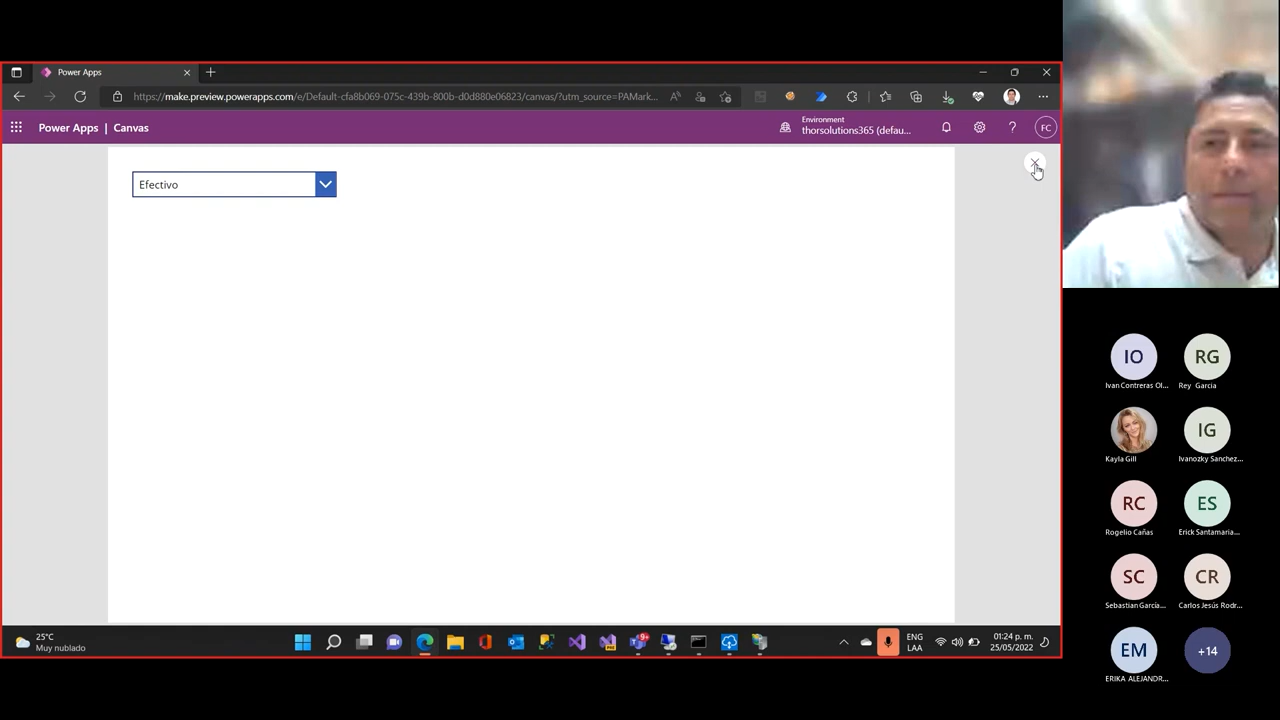 Power Apps
https://make.preview.powerapps.com/e/Default-cfa8b069-075c-439b-800b-d0d880e06823/canvas/?utm_source=PAMark...
Power Apps | Canvas
Environment
thorsolutions365 (defau...
FC
Efectivo
IO
RG
Ivan Contreras Ol...
Rey Garcia
IG
Kayla Gill
Ivanozky Sanchez...
RC
ES
Rogelio Cañas
Erick Santamaria...
SC
CR
Sebastian García...
Carlos Jesús Rodr...
EM
+14
ERIKA ALEJANDR...
25°C
Muy nublado
9+
ENG
LAA
01:24 p. m.
25/05/2022